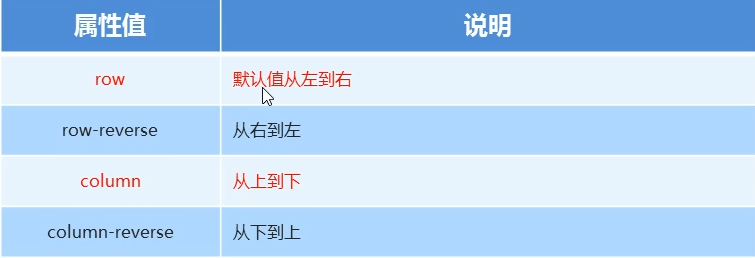 属性值 说明
row 默认值从左到右
row-reverse 从右到左
column 从上到下
column-reverse 从下到上